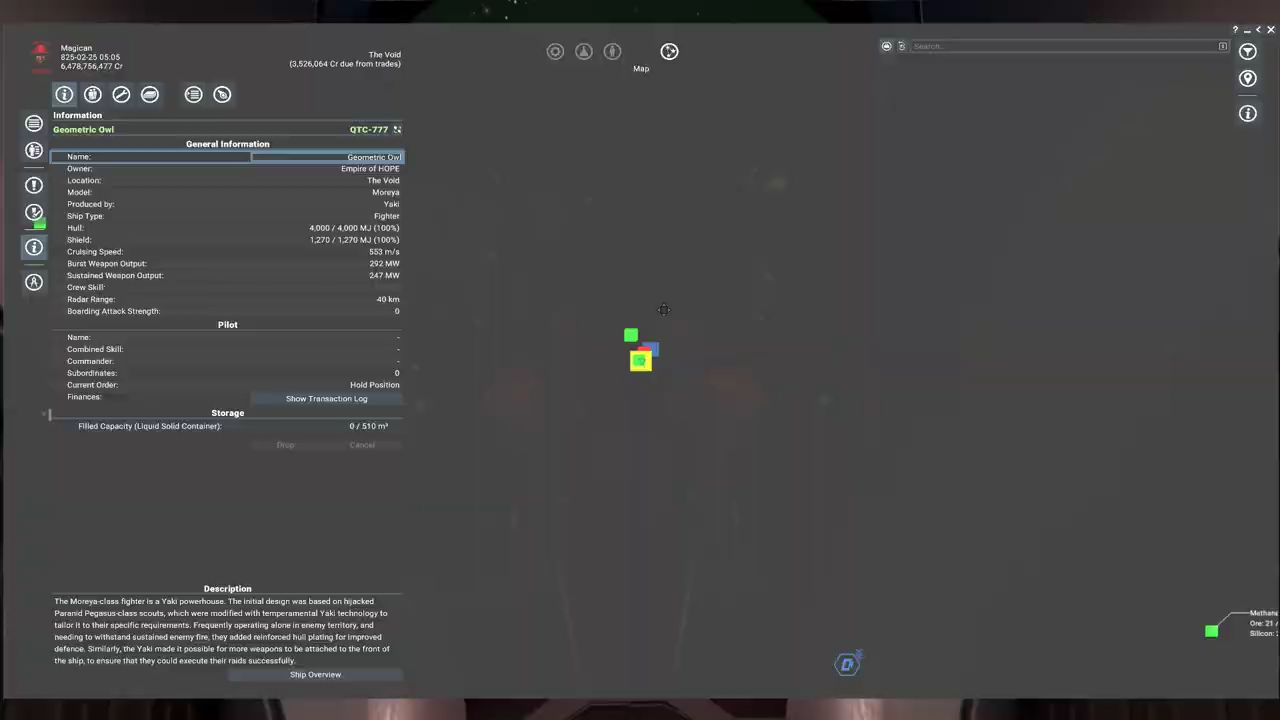 Magican
825-02-25 05:05
6,478,756,477 Cr
The Void
(3,526,064 Cr due from trades)
Map
Search...
Information
Geometric Owl QTC-777
General Information
Name: Geometric Owl
Owner: Empire of HOPE
Location: The Void
Model: Moreya
Produced by: Yaki
Ship Type: Fighter
Hull: 4,000 / 4,000 MJ (100%)
Shield: 1,270 / 1,270 MJ (100%)
Cruising Speed: 553 m/s
Burst Weapon Output: 292 MW
Sustained Weapon Output: 247 MW
Crew Skill:
Radar Range: 40 km
Boarding Attack Strength: 0
Pilot
Name: -
Combined Skill: -
Commander: -
Subordinates: 0
Current Order: Hold Position
Finances: Show Transaction Log
Storage
Filled Capacity (Liquid Solid Container): 0 / 510 m³
Drop Cancel
Description
The Moreya-class fighter is a Yaki powerhouse. The initial design was based on hijacked
Paranid Pegasus-class scouts, which were modified with temperamental Yaki technology to
tailor it to their specific requirements. Frequently operating alone in enemy territory, and
needing to withstand sustained enemy fire, they added reinforced hull plating for improved
defence. Similarly, the Yaki made it possible for more weapons to be attached to the front of
the ship, to ensure that they could execute their raids successfully.
Ship Overview
Methane
Ore: 21 /
Silicon: